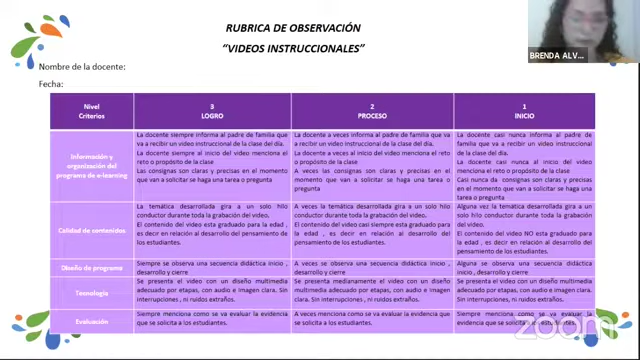 RUBRICA DE OBSERVACIÓN
“VIDEOS INSTRUCCIONALES”
Nombre de la docente:
Fecha:
BRENDA ALV...
Nivel
Criterios
3
LOGRO
2
PROCESO
1
INICIO
Información y
organización del
programa de e-learning
La docente siempre informa al padre de familia que
va a recibir un video instruccional de la clase del día.
La docente siempre al inicio del video menciona el
reto o propósito de la clase
Las consignas son claras y precisas en el momento
que van a solicitar se haga una tarea o pregunta
La docente a veces informa al padre de familia que va
a recibir un video instruccional de la clase del día.
La docente a veces al inicio del video menciona el reto
o propósito de la clase
A veces las consignas son claras y precisas en el
momento que van a solicitar se haga una tarea o
pregunta
La docente casi nunca informa al padre de
familia que va a recibir un video instruccional
de la clase del día.
La docente casi nunca al inicio del video
menciona el reto o propósito de la clase
Casi nunca las consignas son claras y precisas
en el momento que van a solicitar se haga una
tarea o pregunta
Calidad de contenidos
La temática desarrollada gira a un solo hilo
conductor durante toda la grabación del video.
El contenido del video esta graduado para la edad ,
es decir en relación al desarrollo del pensamiento de
los estudiantes.
A veces la temática desarrollada gira a un solo hilo
conductor durante toda la grabación del video.
El contenido del video casi siempre esta graduado para
la edad , es decir en relación al desarrollo del
pensamiento de los estudiantes.
Alguna vez la temática desarrollada gira a un
solo hilo conductor durante toda la grabación
del video.
El contenido del video NO esta graduado para
la edad , es decir en relación al desarrollo del
pensamiento de los estudiantes.
Diseño de programa
Siempre se observa una secuencia didáctica inicio ,
desarrollo y cierre
A veces se observa una secuencia didáctica inicio ,
desarrollo y cierre
Alguna se observa una secuencia didáctica
inicio , desarrollo y cierre
Tecnología
Se presenta el video con un diseño multimedia
adecuado por etapas, con audio e imagen clara. Sin
interrupciones , ni ruidos extraños.
Se presenta medianamente el video con un diseño
multimedia adecuado por etapas, con audio e imagen
clara. Sin interrupciones , ni ruidos extraños.
Se presenta el video con un diseño multimedia
adecuado por etapas, con audio e imagen clara.
Sin interrupciones , ni ruidos extraños.
Evaluación
Siempre menciona como se va evaluar la evidencia
que se solicita a los estudiantes.
A veces menciona como se va evaluar la evidencia que
se solicita a los estudiantes.
Siempre menciona como se va evaluar la
evidencia que se solicita a los estudiantes.
zoom